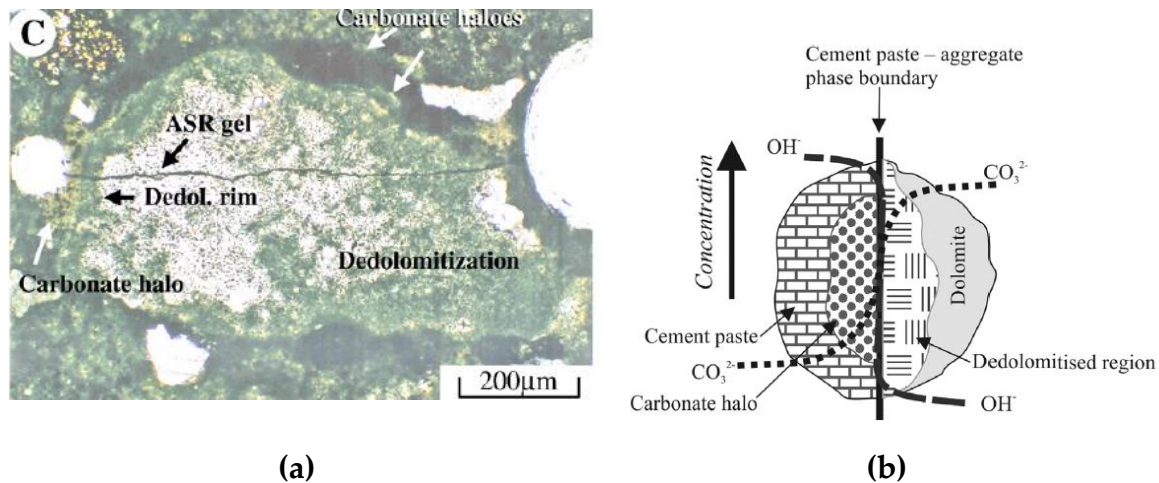 C
Carbonate haloes
ASR gel
Dedol. rim
Dedolomitization
Carbonate halo
200μm
(a)
Cement paste – aggregate
phase boundary
OH-
CO₃²⁻
Concentration
Dolomite
Cement paste
Dedolomitised region
CO₃²⁻
Carbonate halo
OH-
(b)